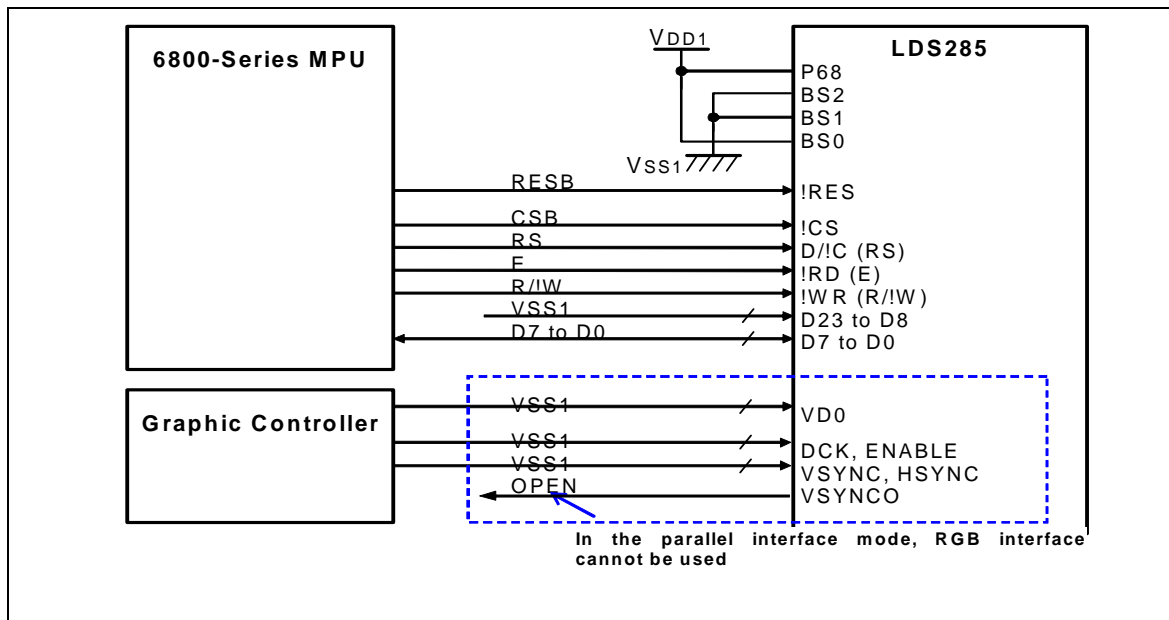 6800-Series MPU
VDD1
LDS285
P68
BS2
BS1
BS0
VSS1
RESB
!RES
CSB
!CS
RS
D/!C (RS)
E
!RD (E)
R/!W
!WR (R/!W)
VSS1
D23 to D8
D7 to D0
D7 to D0
Graphic Controller
VSS1
VD0
VSS1
DCK, ENABLE
VSS1
VSYNC, HSYNC
OPEN
VSYNCO
In the parallel interface mode, RGB interface
cannot be used